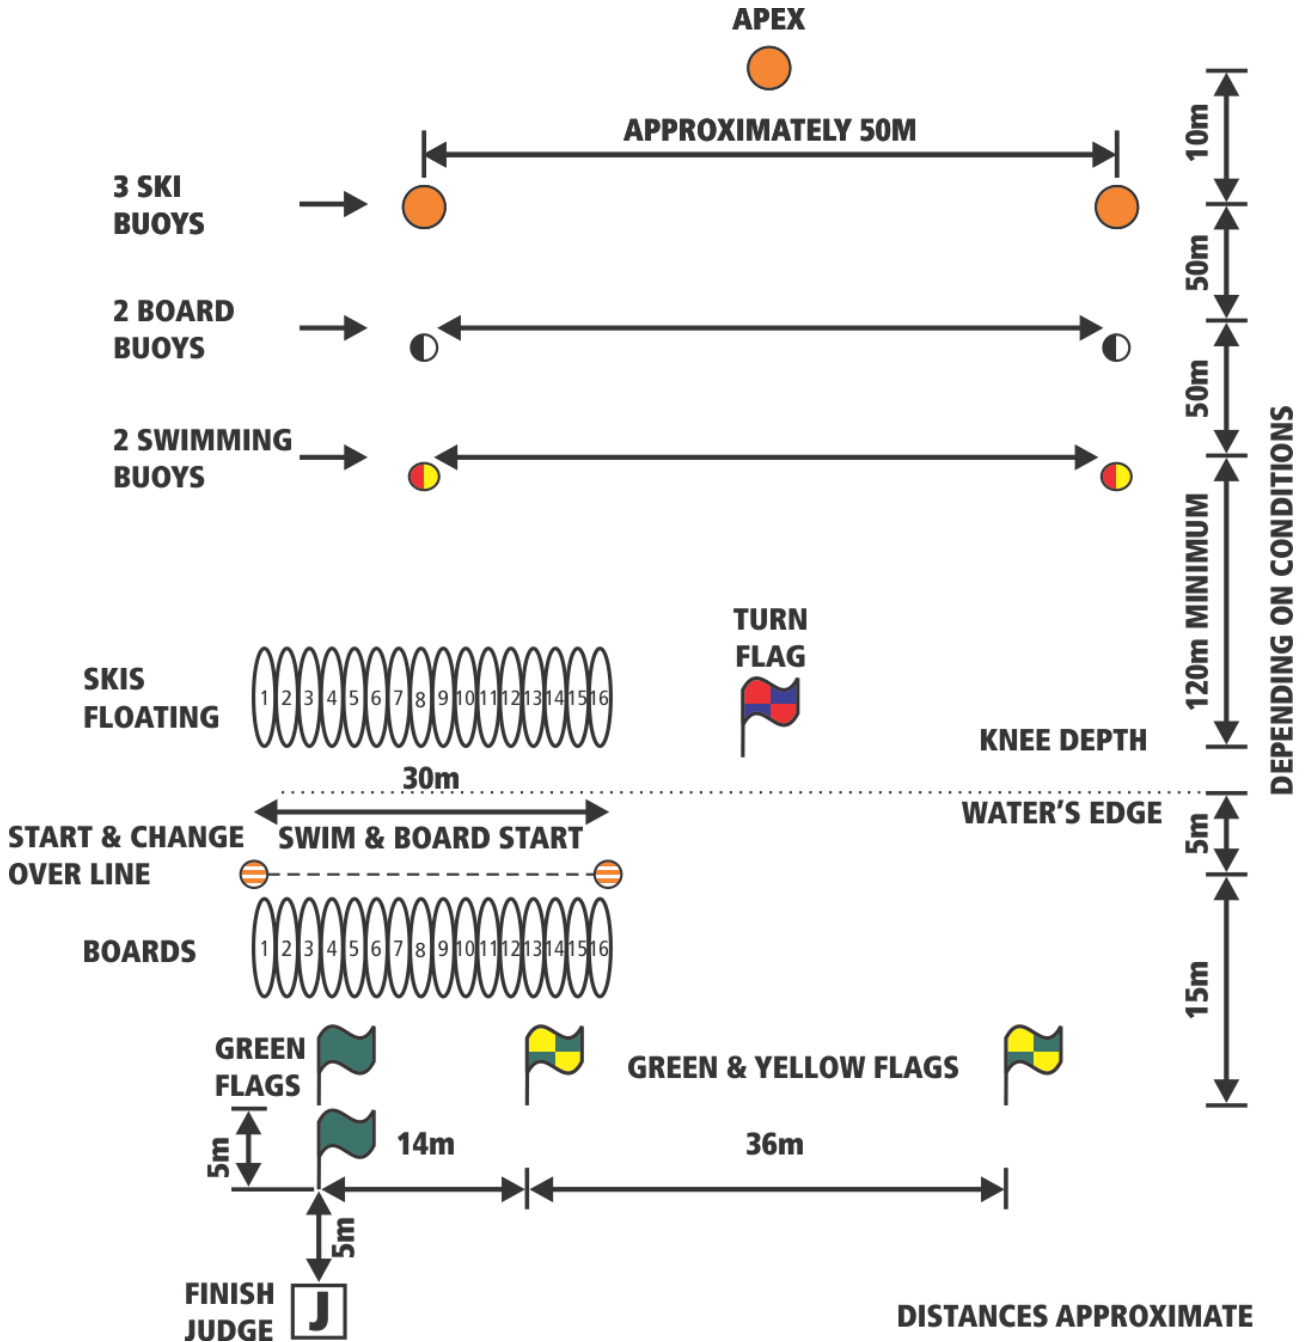 APEX
APPROXIMATELY 50M
10m
3 SKI
BUOYS
50m
2 BOARD
BUOYS
50m
2 SWIMMING
BUOYS
120m MINIMUM
DEPENDING ON CONDITIONS
TURN
FLAG
SKIS
FLOATING
1 2 3 4 5 6 7 8 9 10 11 12 13 14 15 16
KNEE DEPTH
30m
WATER'S EDGE
START & CHANGE
OVER LINE
SWIM & BOARD START
5m
BOARDS
1 2 3 4 5 6 7 8 9 10 11 12 13 14 15 16
15m
GREEN
FLAGS
GREEN & YELLOW FLAGS
5m
14m
36m
5m
FINISH
JUDGE
J
DISTANCES APPROXIMATE